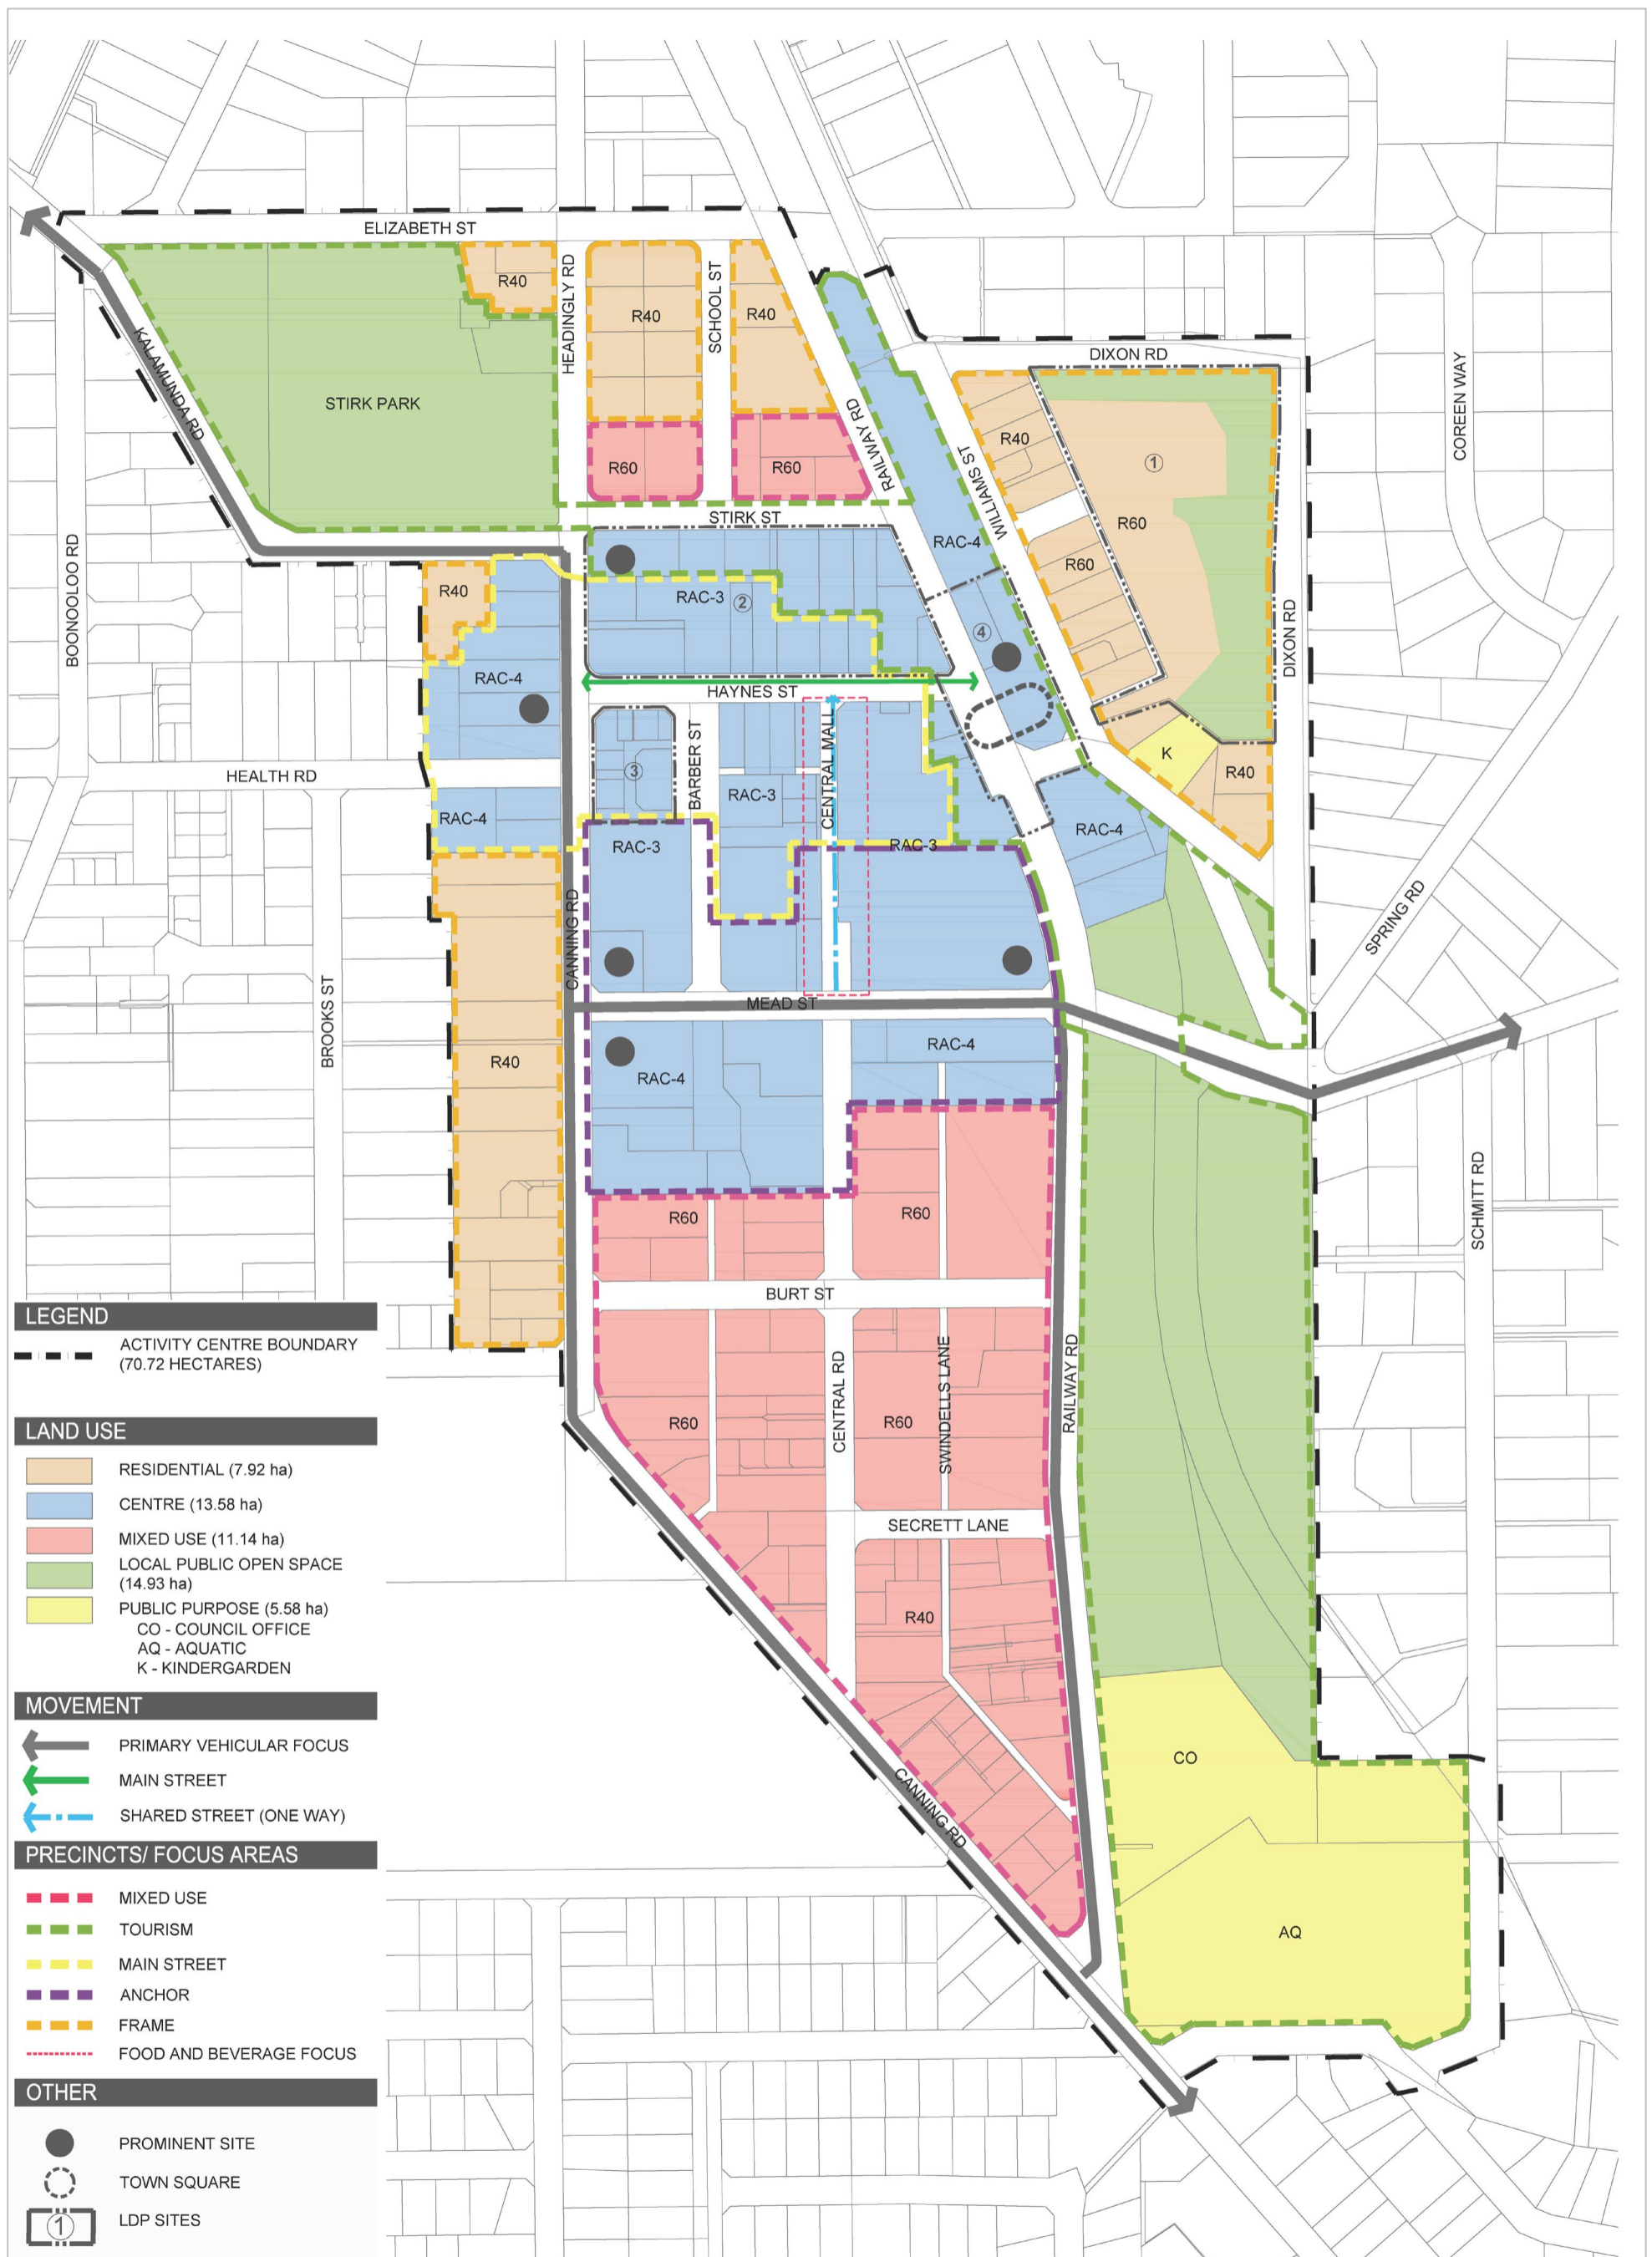 ELIZABETH ST
R40
HEADINGLY RD
R40
SCHOOL ST
R40
KALAMUNDA RD
STIRK PARK
RAILWAY RD
DIXON RD
COREEN WAY
R40
1
R60
R60
R60
WILLIAMS ST
STIRK ST
RAC-4
R60
BOONOOLOO RD
R40
RAC-3
2
4
DIXON RD
RAC-4
HAYNES ST
HEALTH RD
3
BARBER ST
RAC-3
CENTRAL MALL
K
R40
RAC-4
RAC-3
RAC-3
RAC-4
CANNING RD
SPRING RD
BROOKS ST
MEAD ST
R40
RAC-4
RAC-4
SCHMITT RD
R60
R60
BURT ST
R60
CENTRAL RD
R60
SWINDELLS LANE
RAILWAY RD
SECRETT LANE
R40
CO
CANNING RD
AQ
LEGEND
ACTIVITY CENTRE BOUNDARY
(70.72 HECTARES)
LAND USE
RESIDENTIAL (7.92 ha)
CENTRE (13.58 ha)
MIXED USE (11.14 ha)
LOCAL PUBLIC OPEN SPACE
(14.93 ha)
PUBLIC PURPOSE (5.58 ha)
CO - COUNCIL OFFICE
AQ - AQUATIC
K - KINDERGARDEN
MOVEMENT
PRIMARY VEHICULAR FOCUS
MAIN STREET
SHARED STREET (ONE WAY)
PRECINCTS/ FOCUS AREAS
MIXED USE
TOURISM
MAIN STREET
ANCHOR
FRAME
FOOD AND BEVERAGE FOCUS
OTHER
PROMINENT SITE
TOWN SQUARE
1
LDP SITES